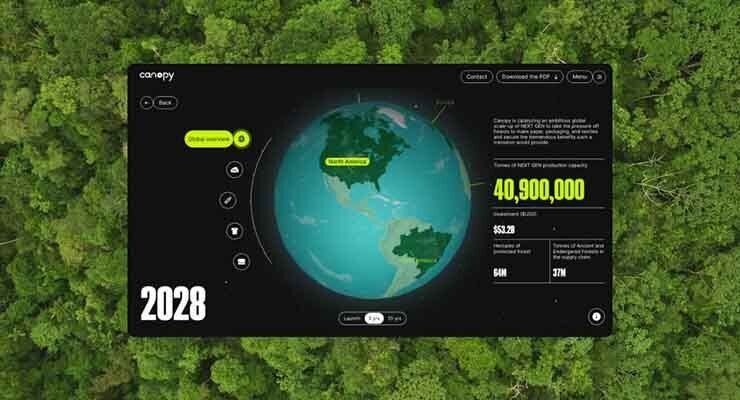 canopy
Contact
Download the PDF
Menu
Back
Global overview
North America
Canopy is catalyzing an ambitious global
scale-up of NEXT GEN to take the pressure off
forests to make paper, packaging, and textiles
and secure the tremendous benefits such a
transition would provide.
Tonnes of NEXT GEN production capacity
40,900,000
Investment ($USD)
$53.2B
Hectares of
protected forest
64M
Tonnes of Ancient and
Endangered Forests in
the supply chain
37M
2028
Launch
5 yrs
10 yrs